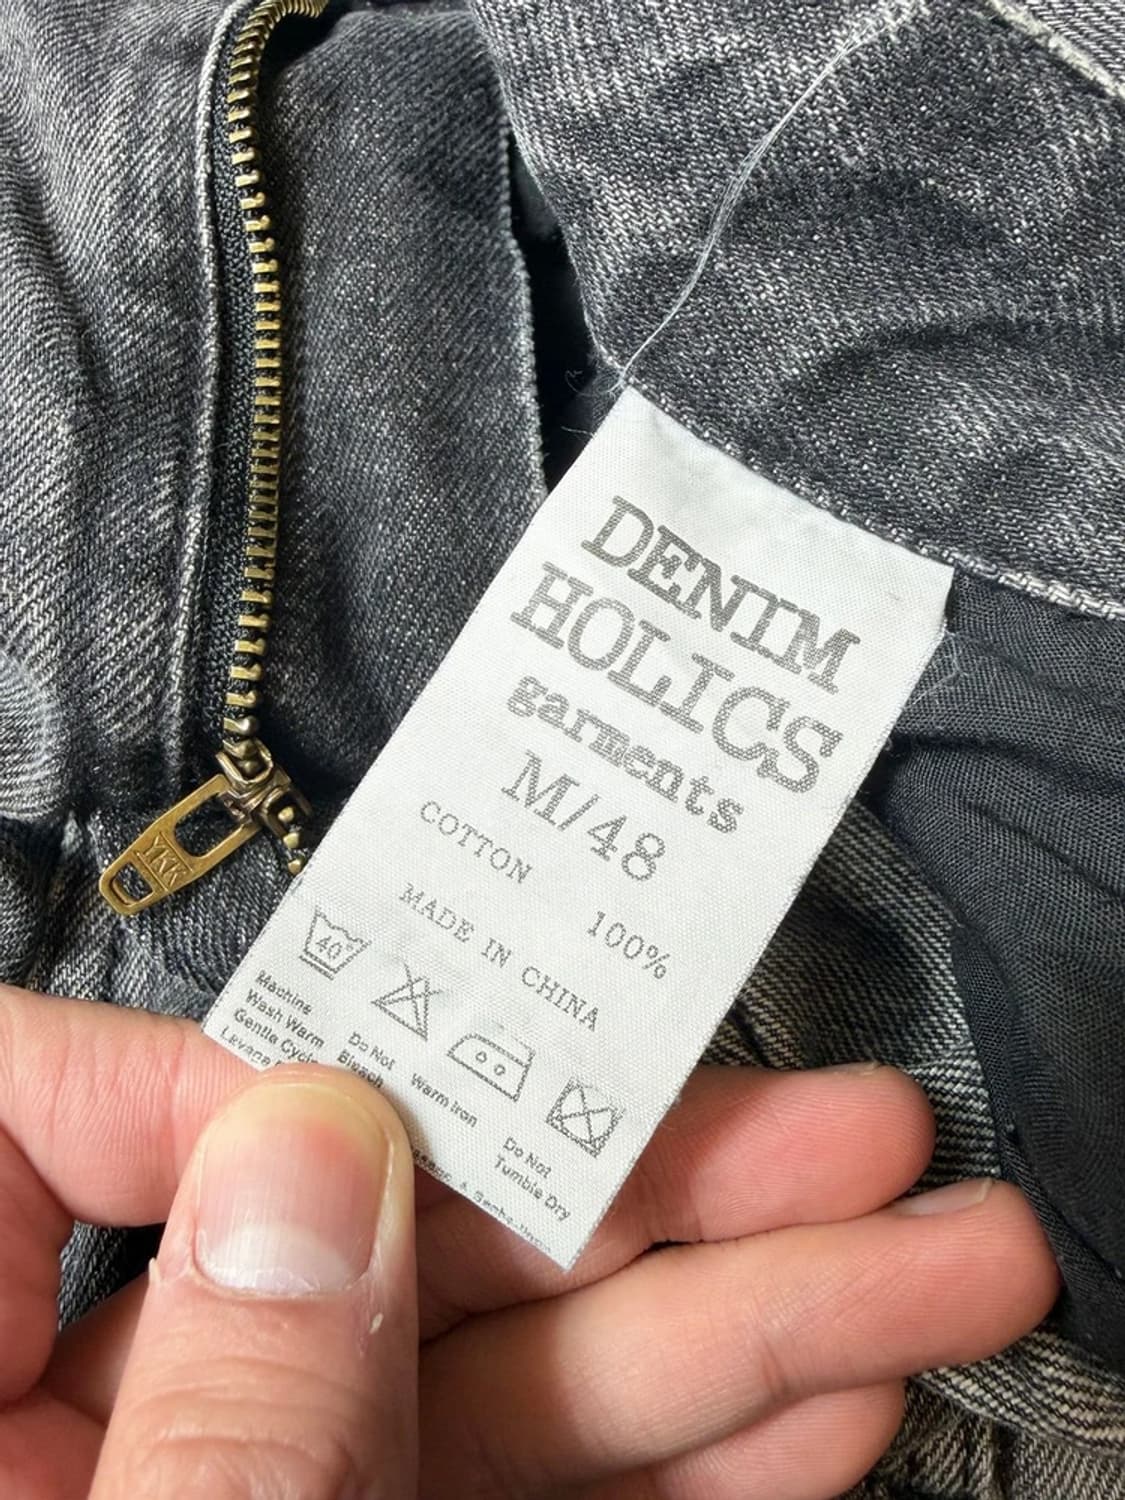 DENIM
HOLICS
garments
M/48
COTTON 100%
MADE IN CHINA
40°
Machine
Wash Warm
Gentle
Do Not
Bleach
Warm Iron
Do Not
Tumble Dry
YKK